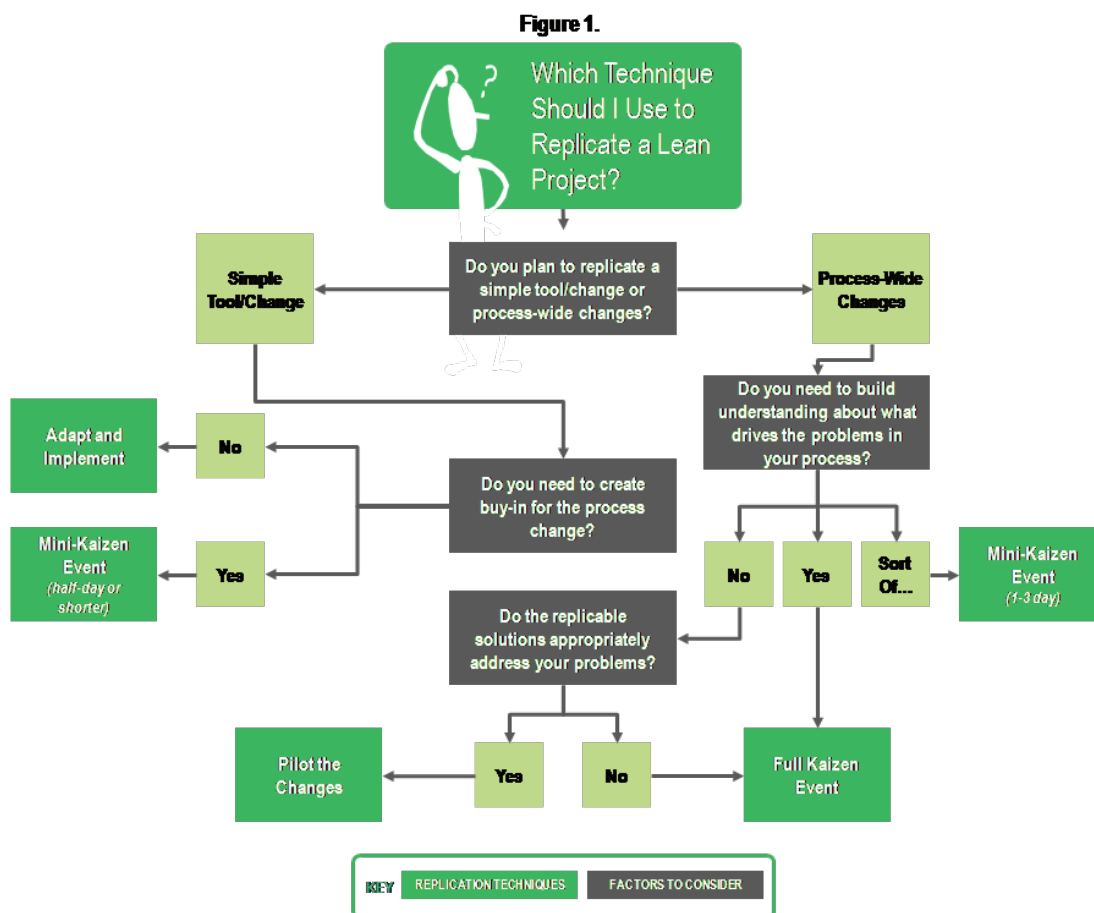 Figure 1.
?
Which Technique
Should I Use to
Replicate a Lean
Project?
Simple
Tool/Change
Do you plan to replicate a
simple tool/change or
process-wide changes?
Process-Wide
Changes
Do you need to build
understanding about what
drives the problems in
your process?
Adapt and
Implement
No
Do you need to create
buy-in for the process
change?
Mini-Kaizen
Event
(half-day or
shorter)
Yes
No
Yes
Sort
Of...
Mini-Kaizen
Event
(1-3 day)
Do the replicable
solutions appropriately
address your problems?
Pilot the
Changes
Yes
No
Full Kaizen
Event
KEY
REPLICATION TECHNIQUES
FACTORS TO CONSIDER